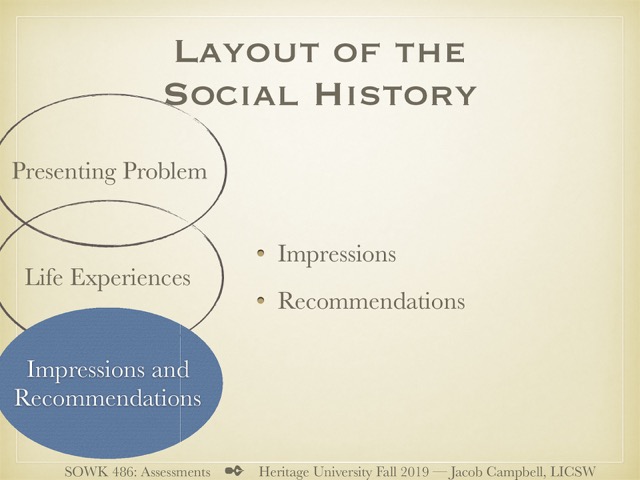 LAYOUT OF THE
SOCIAL HISTORY
Presenting Problem
Life Experiences
Impressions and
Recommendations
• Impressions
• Recommendations
SOWK 486: Assessments ✒ Heritage University Fall 2019 — Jacob Campbell, LICSW